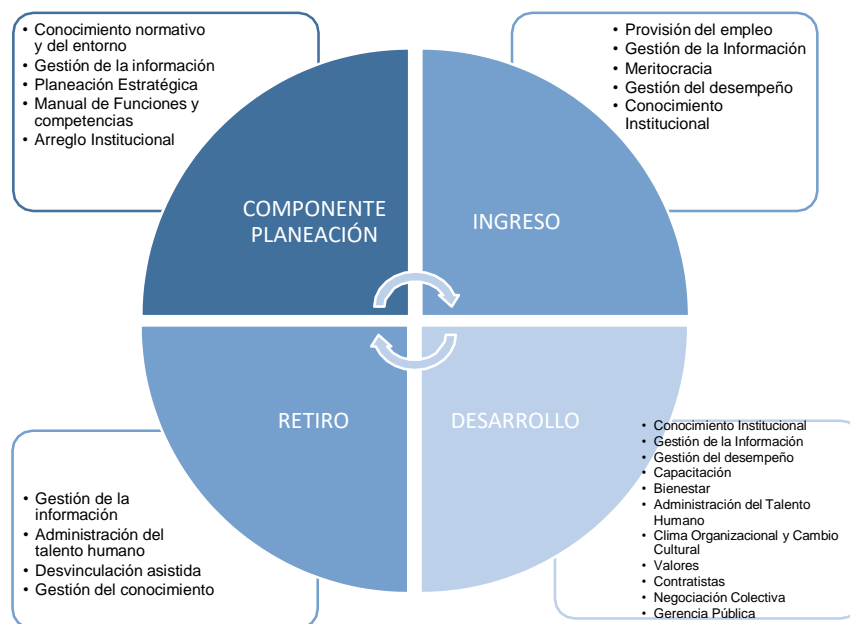 • Conocimiento normativo
y del entorno
• Gestión de la información
• Planeación Estratégica
• Manual de Funciones y
competencias
• Arreglo Institucional
• Provisión del empleo
• Gestión de la Información
• Meritocracia
• Gestión del desempeño
• Conocimiento
Institucional
COMPONENTE
PLANEACIÓN
INGRESO
RETIRO
DESARROLLO
• Gestión de la
información
• Administración del
talento humano
• Desvinculación asistida
• Gestión del conocimiento
• Conocimiento Institucional
• Gestión de la Información
• Gestión del desempeño
• Capacitación
• Bienestar
• Administración del Talento
Humano
• Clima Organizacional y Cambio
Cultural
• Valores
• Contratistas
• Negociación Colectiva
• Gerencia Pública